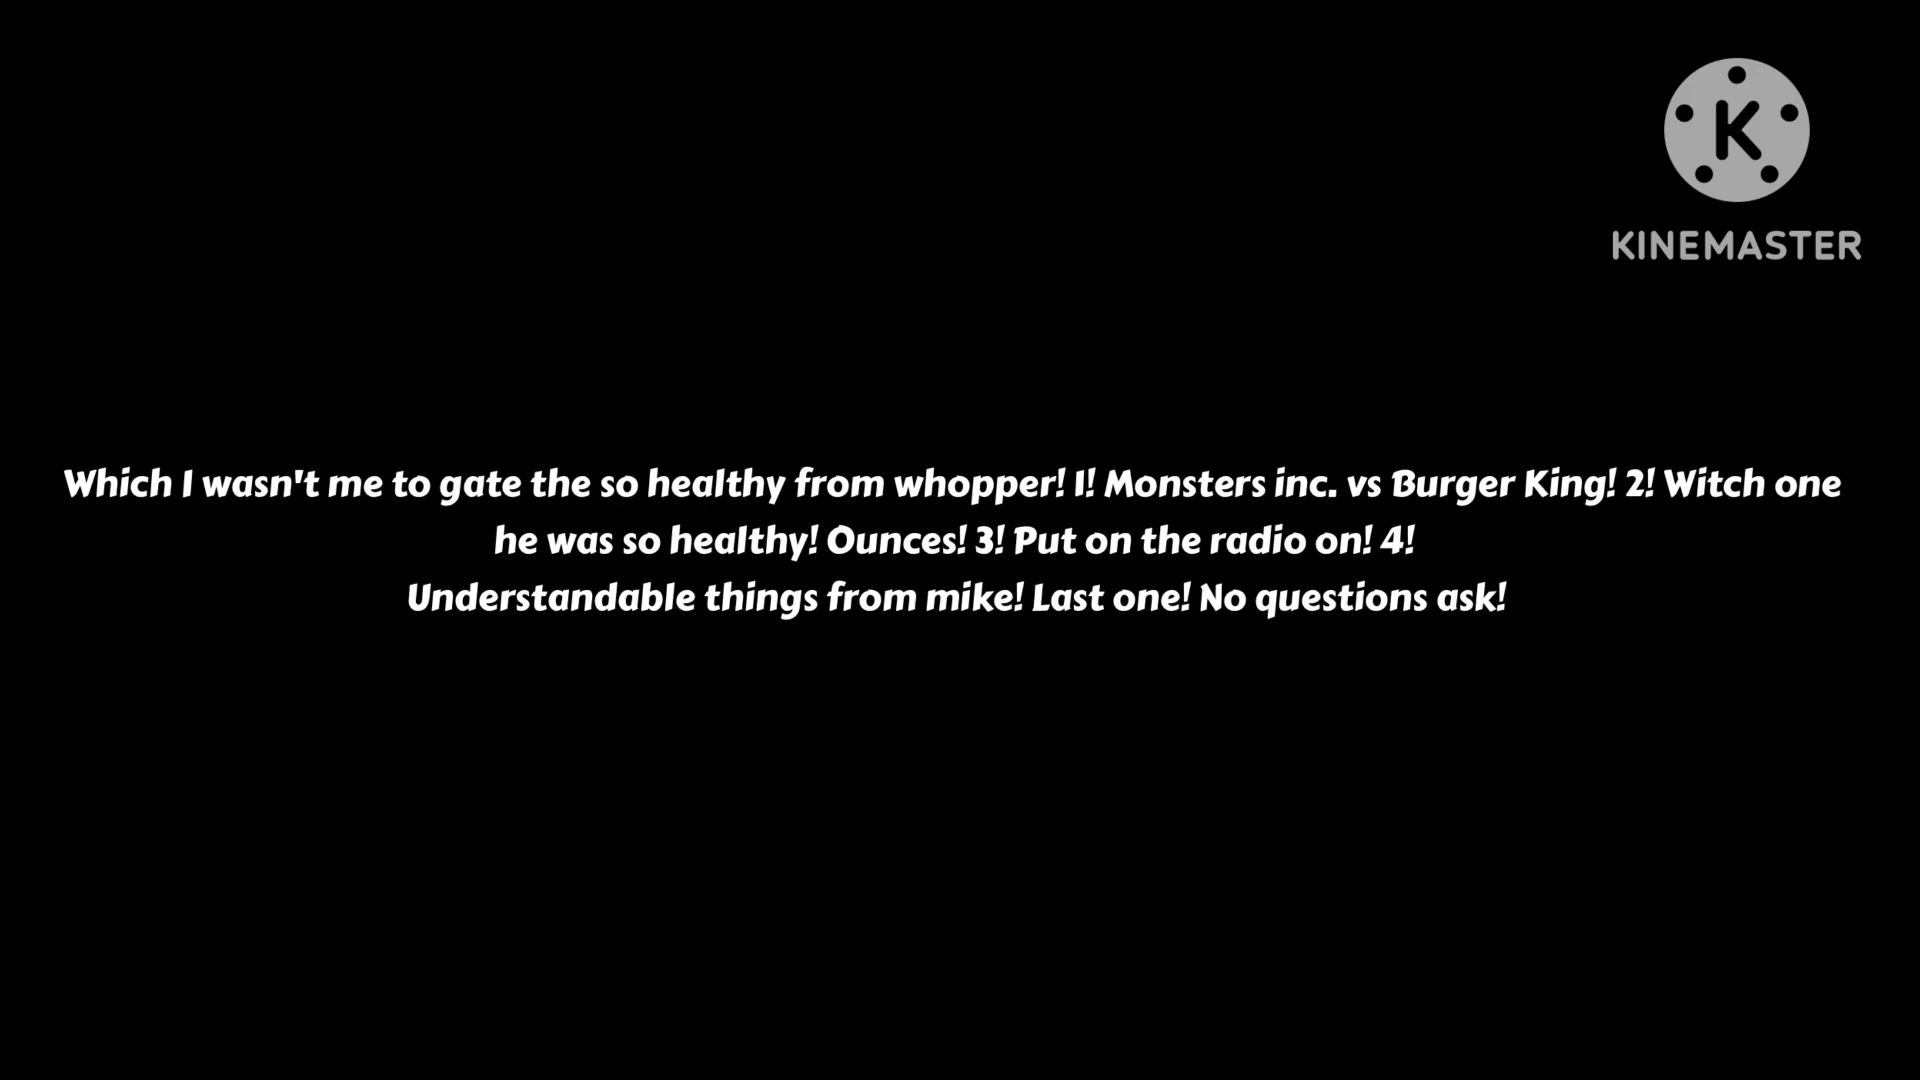 K
KINEMASTER
Which I wasn't me to gate the so healthy from whopper! 1! Monsters inc. vs Burger King! 2! Witch one
he was so healthy! Ounces! 3! Put on the radio on! 4!
Understandable things from mike! Last one! No questions ask!